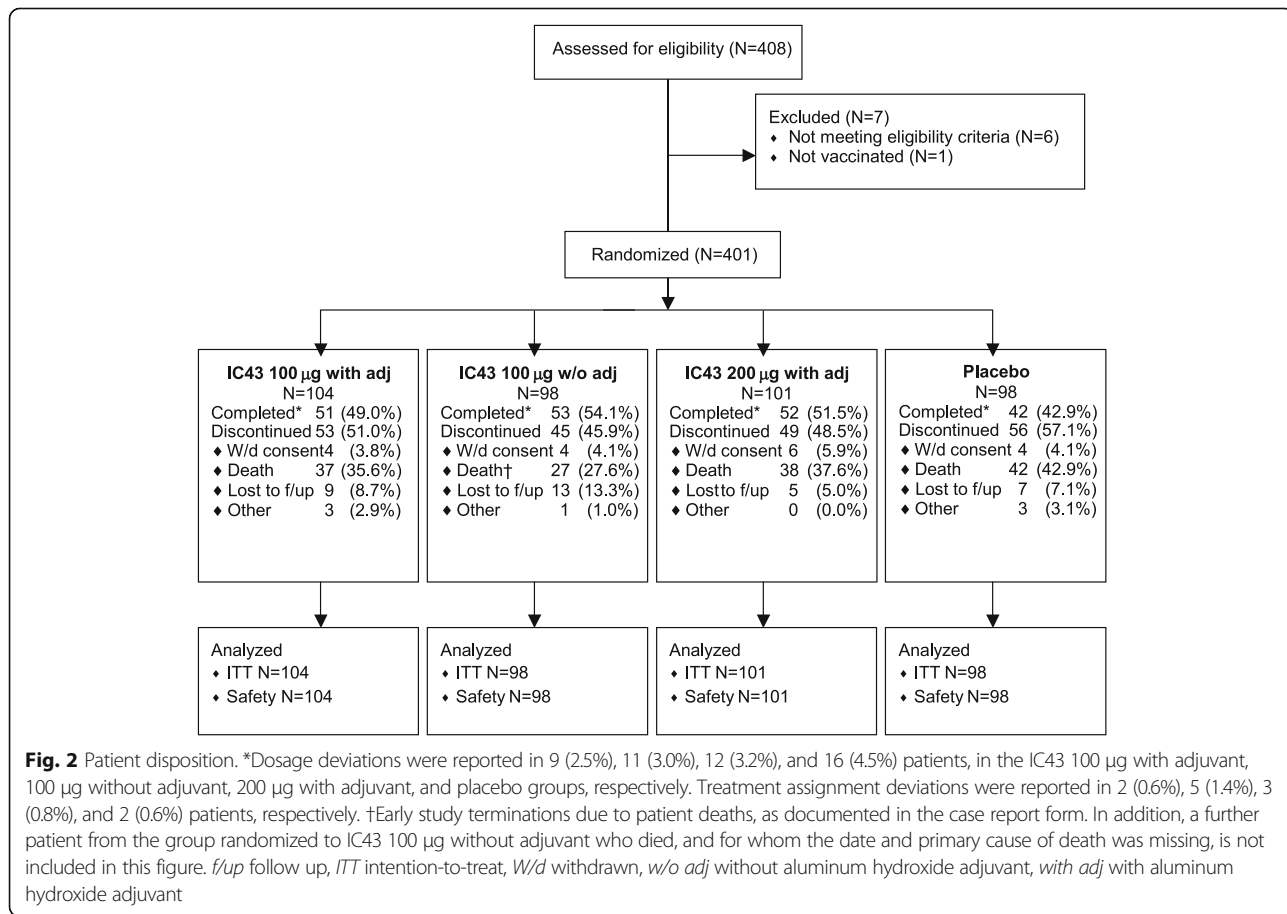 Assessed for eligibility (N=408)
Excluded (N=7)
♦ Not meeting eligibility criteria (N=6)
♦ Not vaccinated (N=1)
Randomized (N=401)
IC43 100 μg with adj
N=104
Completed* 51 (49.0%)
Discontinued 53 (51.0%)
♦ W/d consent 4 (3.8%)
♦ Death 37 (35.6%)
♦ Lost to f/up 9 (8.7%)
♦ Other 3 (2.9%)
IC43 100 μg w/o adj
N=98
Completed* 53 (54.1%)
Discontinued 45 (45.9%)
♦ W/d consent 4 (4.1%)
♦ Death† 27 (27.6%)
♦ Lost to f/up 13 (13.3%)
♦ Other 1 (1.0%)
IC43 200 μg with adj
N=101
Completed* 52 (51.5%)
Discontinued 49 (48.5%)
♦ W/d consent 6 (5.9%)
♦ Death 38 (37.6%)
♦ Lost to f/up 5 (5.0%)
♦ Other 0 (0.0%)
Placebo
N=98
Completed* 42 (42.9%)
Discontinued 56 (57.1%)
♦ W/d consent 4 (4.1%)
♦ Death 42 (42.9%)
♦ Lost to f/up 7 (7.1%)
♦ Other 3 (3.1%)
Analyzed
♦ ITT N=104
♦ Safety N=104
Analyzed
♦ ITT N=98
♦ Safety N=98
Analyzed
♦ ITT N=101
♦ Safety N=101
Analyzed
♦ ITT N=98
♦ Safety N=98
Fig. 2 Patient disposition. *Dosage deviations were reported in 9 (2.5%), 11 (3.0%), 12 (3.2%), and 16 (4.5%) patients, in the IC43 100 μg with adjuvant,
100 μg without adjuvant, 200 μg with adjuvant, and placebo groups, respectively. Treatment assignment deviations were reported in 2 (0.6%), 5 (1.4%), 3
(0.8%), and 2 (0.6%) patients, respectively. †Early study terminations due to patient deaths, as documented in the case report form. In addition, a further
patient from the group randomized to IC43 100 μg without adjuvant who died, and for whom the date and primary cause of death was missing, is not
included in this figure. f/up follow up, ITT intention-to-treat, W/d withdrawn, w/o adj without aluminum hydroxide adjuvant, with adj with aluminum
hydroxide adjuvant